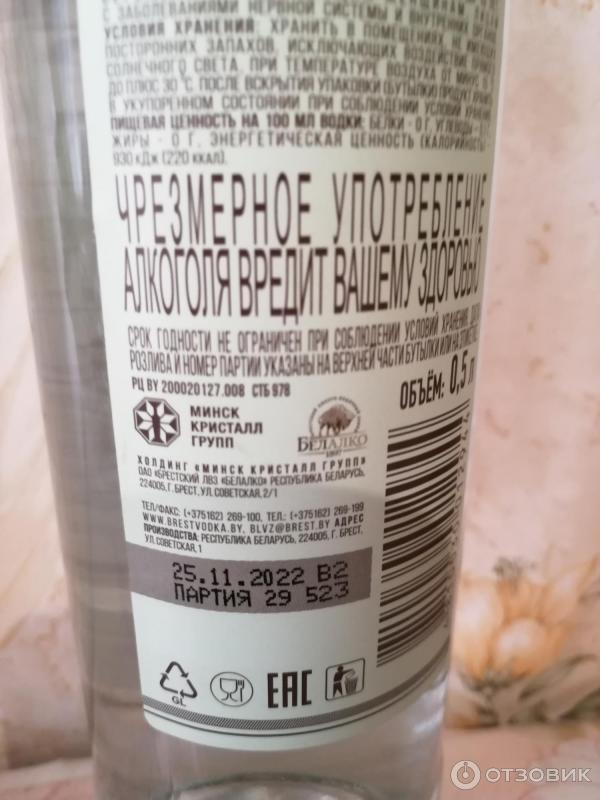 С ЗАБОЛЕВАНИЯМИ НЕРВНОЙ СИСТЕМЫ И ВНУТРЕННИХ
УСЛОВИЯ ХРАНЕНИЯ: ХРАНИТЬ В ПОМЕЩЕНИЯХ, НЕ
ПОСТОРОННИХ ЗАПАХОВ, ИСКЛЮЧАЮЩИХ ВОЗДЕЙСТВИЕ
СОЛНЕЧНОГО СВЕТА, ПРИ ТЕМПЕРАТУРЕ ВОЗДУХА ОТ МИНУС 15
ДО ПЛЮС 30 °С. ПОСЛЕ ВСКРЫТИЯ УПАКОВКИ (БУТЫЛКИ) ПРОДУКТ
В УКУПОРЕННОМ СОСТОЯНИИ ПРИ СОБЛЮДЕНИИ УСЛОВИЙ ХРАНЕНИЯ
ПИЩЕВАЯ ЦЕННОСТЬ НА 100 МЛ ВОДКИ: БЕЛКИ - 0 Г, УГЛЕВОДЫ -
ЖИРЫ - 0 Г. ЭНЕРГЕТИЧЕСКАЯ ЦЕННОСТЬ (КАЛОРИЙНОСТЬ) -
930 кДж (220 ккал).
ЧРЕЗМЕРНОЕ УПОТРЕБЛЕНИЕ
АЛКОГОЛЯ ВРЕДИТ ВАШЕМУ ЗДОРОВЬЮ
СРОК ГОДНОСТИ НЕ ОГРАНИЧЕН ПРИ СОБЛЮДЕНИИ УСЛОВИЙ ХРАНЕНИЯ.
РОЗЛИВА И НОМЕР ПАРТИИ УКАЗАНЫ НА ВЕРХНЕЙ ЧАСТИ БУТЫЛКИ ИЛИ НА ЭТИКЕТКЕ.
РЦ BY 200020127.008 СТБ 978
ОБЪЁМ: 0,5 л
МИНСК
КРИСТАЛЛ
ГРУПП
БЕЛАЛКО
ХОЛДИНГ «МИНСК КРИСТАЛЛ ГРУПП»
ОАО «БРЕСТСКИЙ ЛВЗ «БЕЛАЛКО» РЕСПУБЛИКА БЕЛАРУСЬ,
224005, Г. БРЕСТ, УЛ. СОВЕТСКАЯ, 2/1
ТЕЛ/ФАКС: (+375162) 269-100, ТЕЛ.: (+375162) 269-199
WWW.BRESTVODKA.BY, BLVZ@BREST.BY АДРЕС
ПРОИЗВОДСТВА: РЕСПУБЛИКА БЕЛАРУСЬ, 224005, Г. БРЕСТ,
УЛ. СОВЕТСКАЯ, 1
25.11.2022 В2
ПАРТИЯ 29 523
GL
EAC
ОТЗОВИК